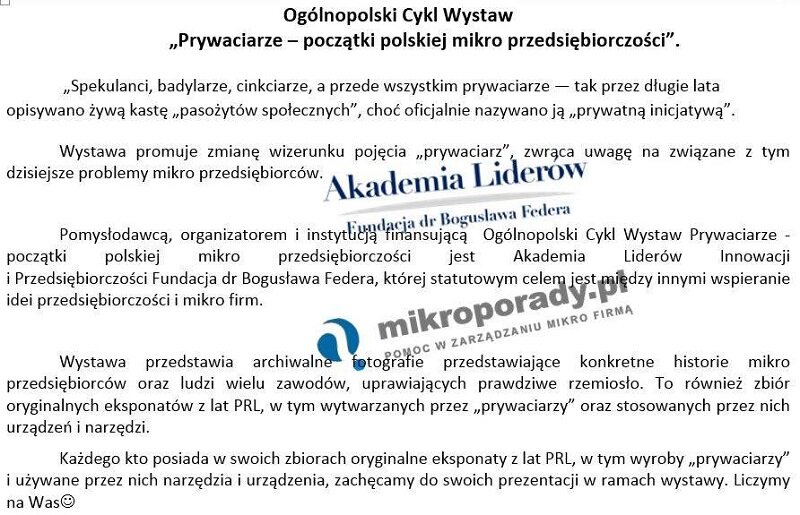 Ogólnopolski Cykl Wystaw
„Prywaciarze – początki polskiej mikro przedsiębiorczości”.
„Spekulanci, badylarze, cinkciarze, a przede wszystkim prywaciarze — tak przez długie lata
opisywano żywą kastę „pasożytów społecznych”, choć oficjalnie nazywano ją „prywatną inicjatywą”.
Wystawa promuje zmianę wizerunku pojęcia „prywaciarz”, zwraca uwagę na związane z tym
dzisiejsze problemy mikro przedsiębiorców.
Akademia Liderów
Fundacja dr Bogusława Federa
Pomysłodawcą, organizatorem i instytucją finansującą Ogólnopolski Cykl Wystaw Prywaciarze -
początki polskiej mikro przedsiębiorczości jest Akademia Liderów Innowacji
i Przedsiębiorczości Fundacja dr Bogusława Federa, której statutowym celem jest między innymi wspieranie
idei przedsiębiorczości i mikro firm.
mikroporady.pl
POMOC W ZARZĄDZANIU MIKRO FIRMĄ
Wystawa przedstawia archiwalne fotografie przedstawiające konkretne historie mikro
przedsiębiorców oraz ludzi wielu zawodów, uprawiających prawdziwe rzemiosło. To również zbiór
oryginalnych eksponatów z lat PRL, w tym wytwarzanych przez „prywaciarzy” oraz stosowanych przez nich
urządzeń i narzędzi.
Każdego kto posiada w swoich zbiorach oryginalne eksponaty z lat PRL, w tym wyroby „prywaciarzy”
i używane przez nich narzędzia i urządzenia, zachęcamy do swoich prezentacji w ramach wystawy. Liczymy
na Was☺